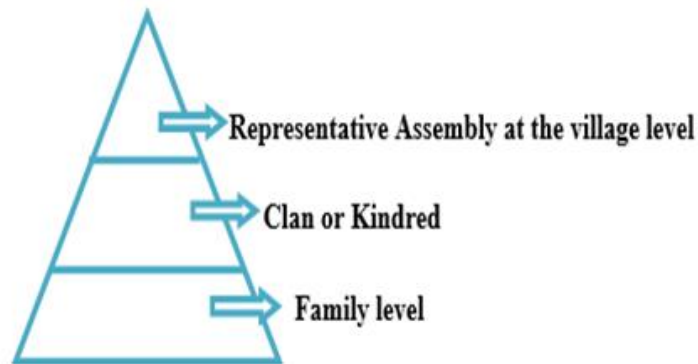 Representative Assembly at the village level
Clan or Kindred
Family level